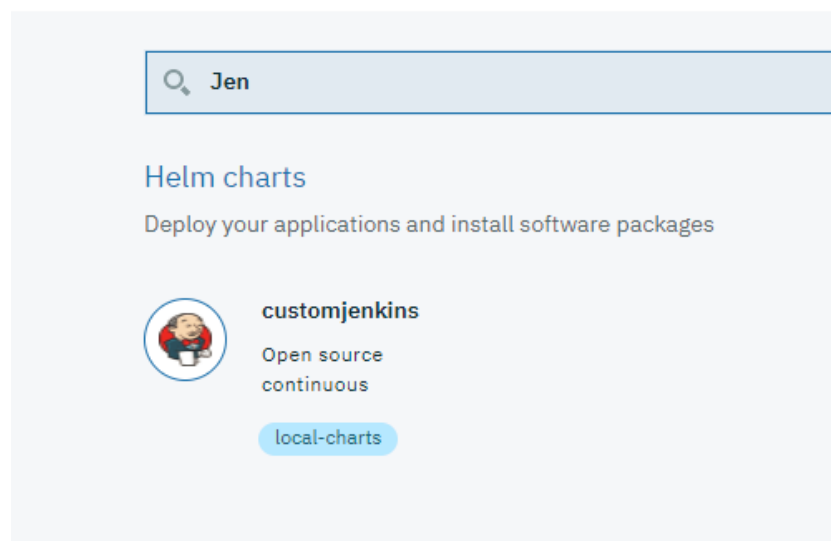 Jen
Helm charts
Deploy your applications and install software packages
customjenkins
Open source
continuous
local-charts